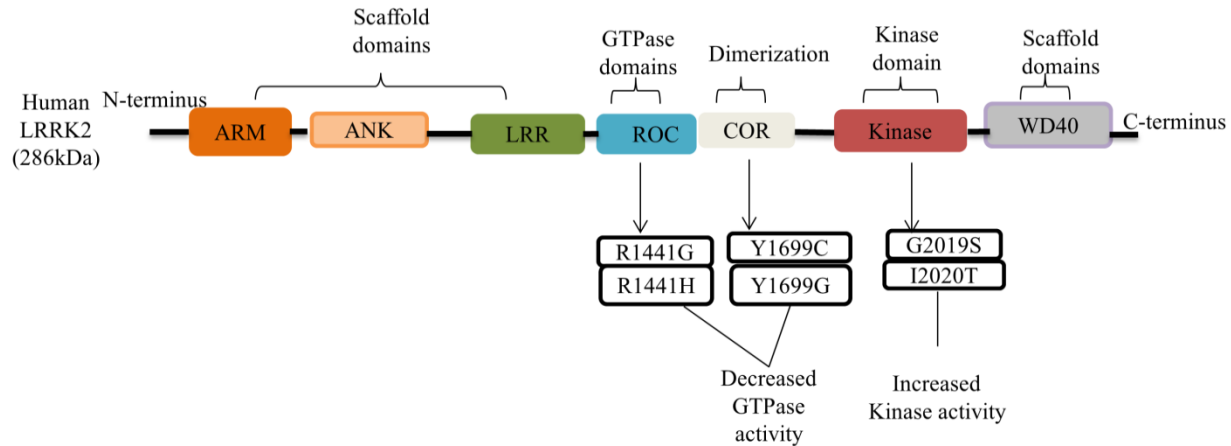 Scaffold
domains
GTPase
domains
Dimerization
Kinase
domain
Scaffold
domains
Human
LRRK2
(286kDa)
N-terminus
ARM
ANK
LRR
ROC
COR
Kinase
WD40
C-terminus
R1441G
R1441H
Y1699C
Y1699G
G2019S
I2020T
Decreased
GTPase
activity
Increased
Kinase activity